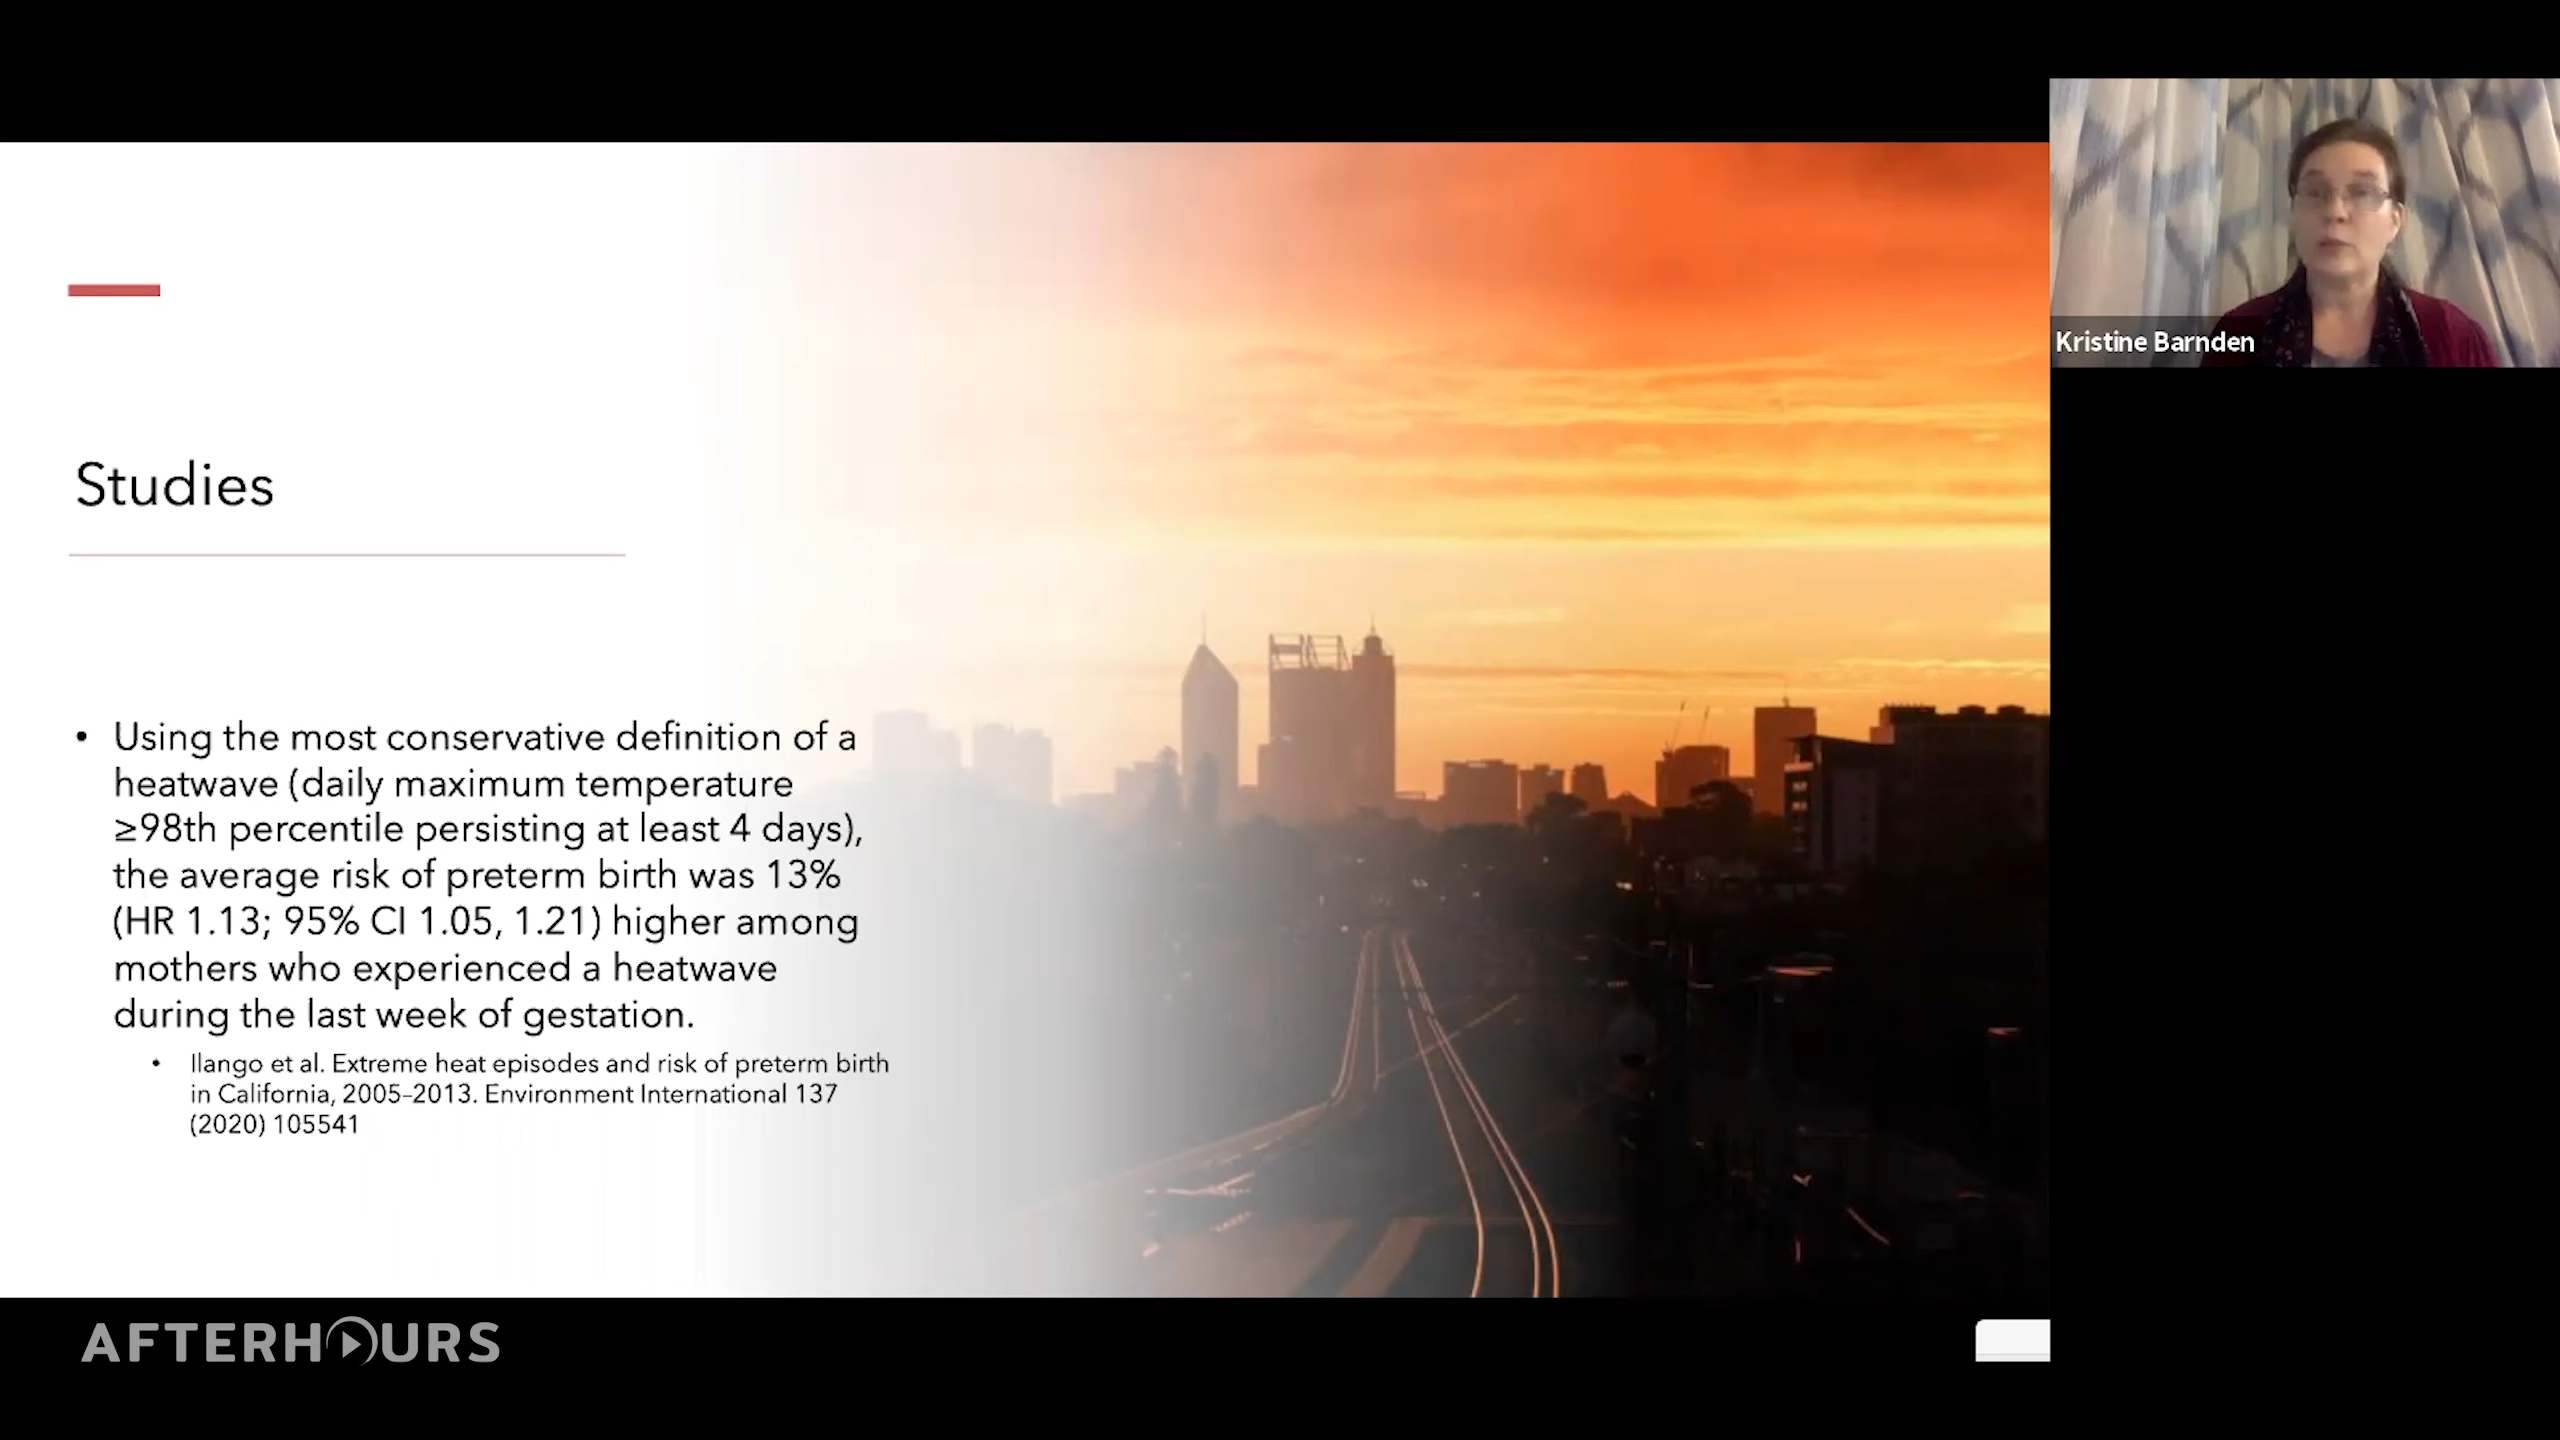 Studies
• Using the most conservative definition of a
heatwave (daily maximum temperature
≥98th percentile persisting at least 4 days),
the average risk of preterm birth was 13%
(HR 1.13; 95% CI 1.05, 1.21) higher among
mothers who experienced a heatwave
during the last week of gestation.
• Ilango et al. Extreme heat episodes and risk of preterm birth
in California, 2005–2013. Environment International 137
(2020) 105541
Kristine Barnden
AFTERHOURS